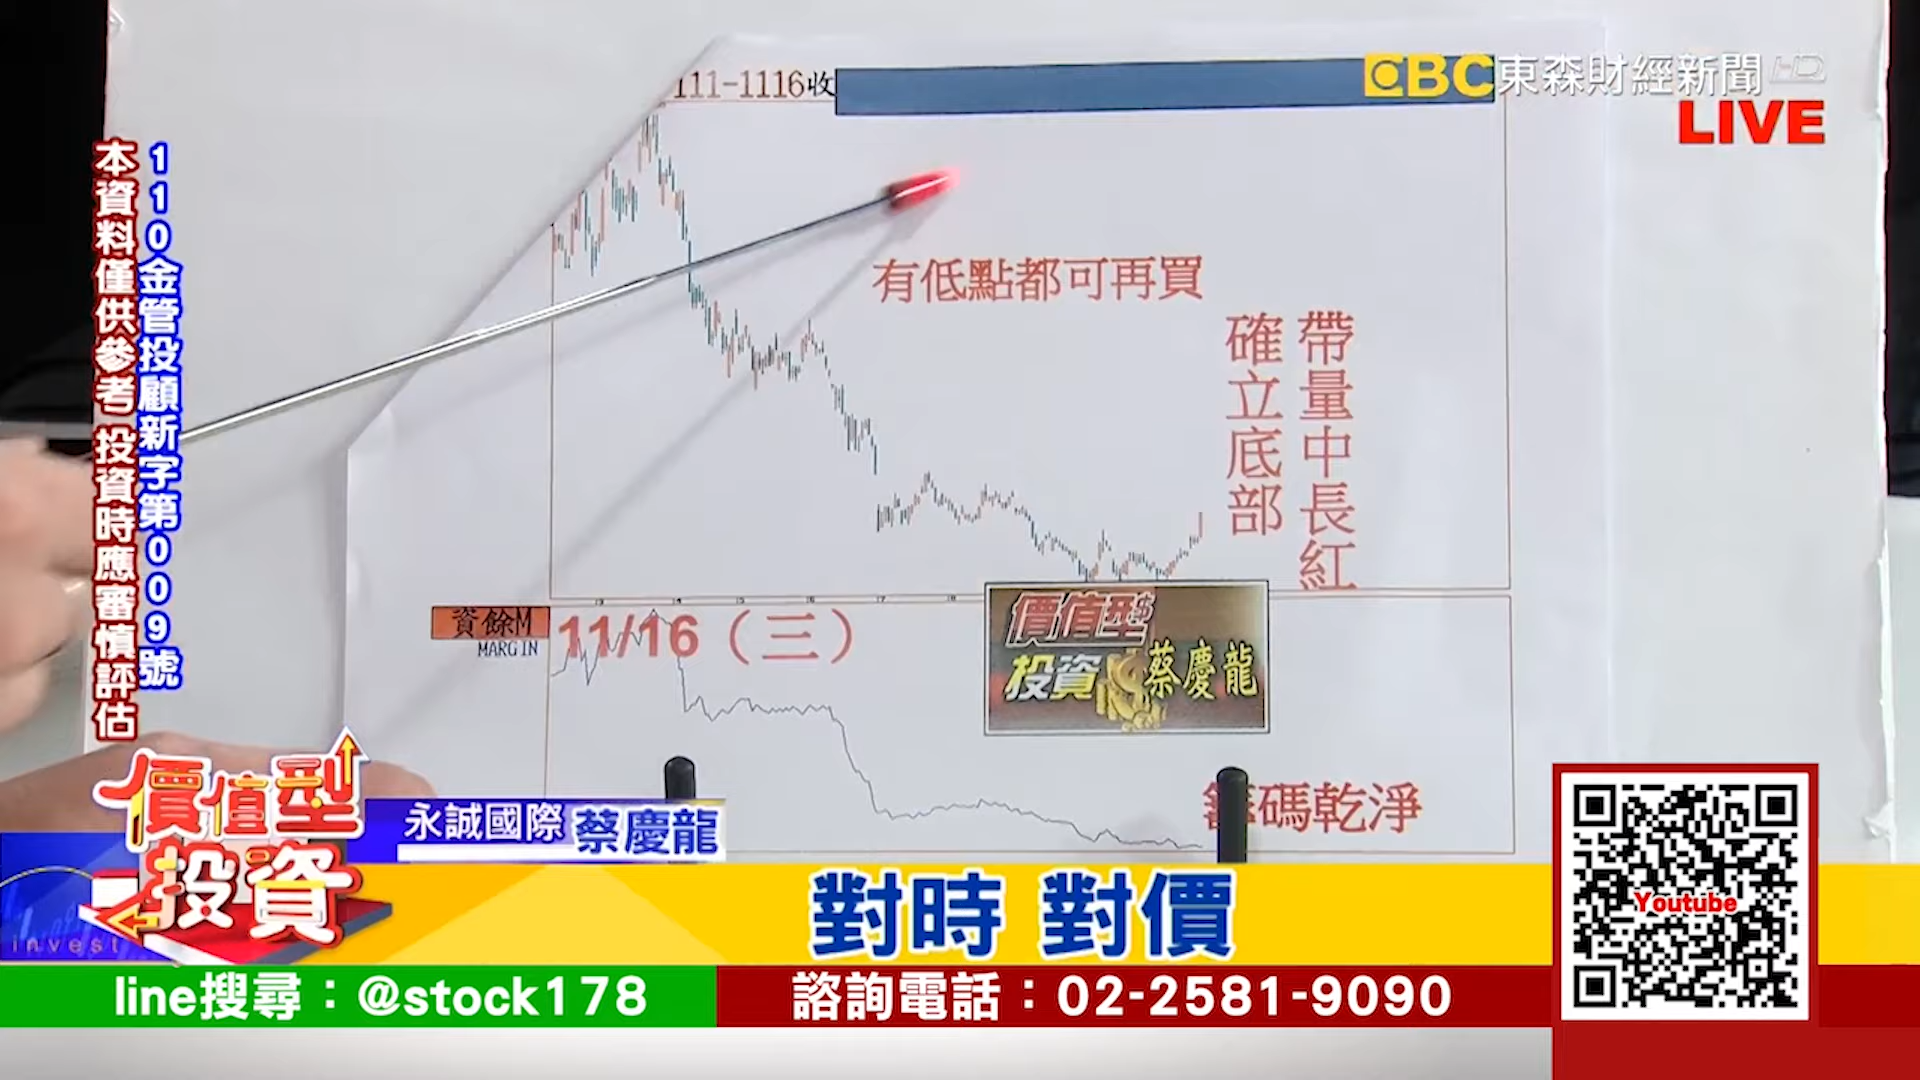 111-1116收
EBC東森財經新聞 HD
LIVE
110金管投顧新字第009號
本資料僅供參考 投資時應審慎評估
有低點都可再買
帶量中長紅
確立底部
資餘M
MARGIN
11/16（三）
價值型
投資 蔡慶龍
籌碼乾淨
價值型
投資
invest
永誠國際 蔡慶龍
對時 對價
line搜尋：@stock178
諮詢電話：02-2581-9090
Youtube